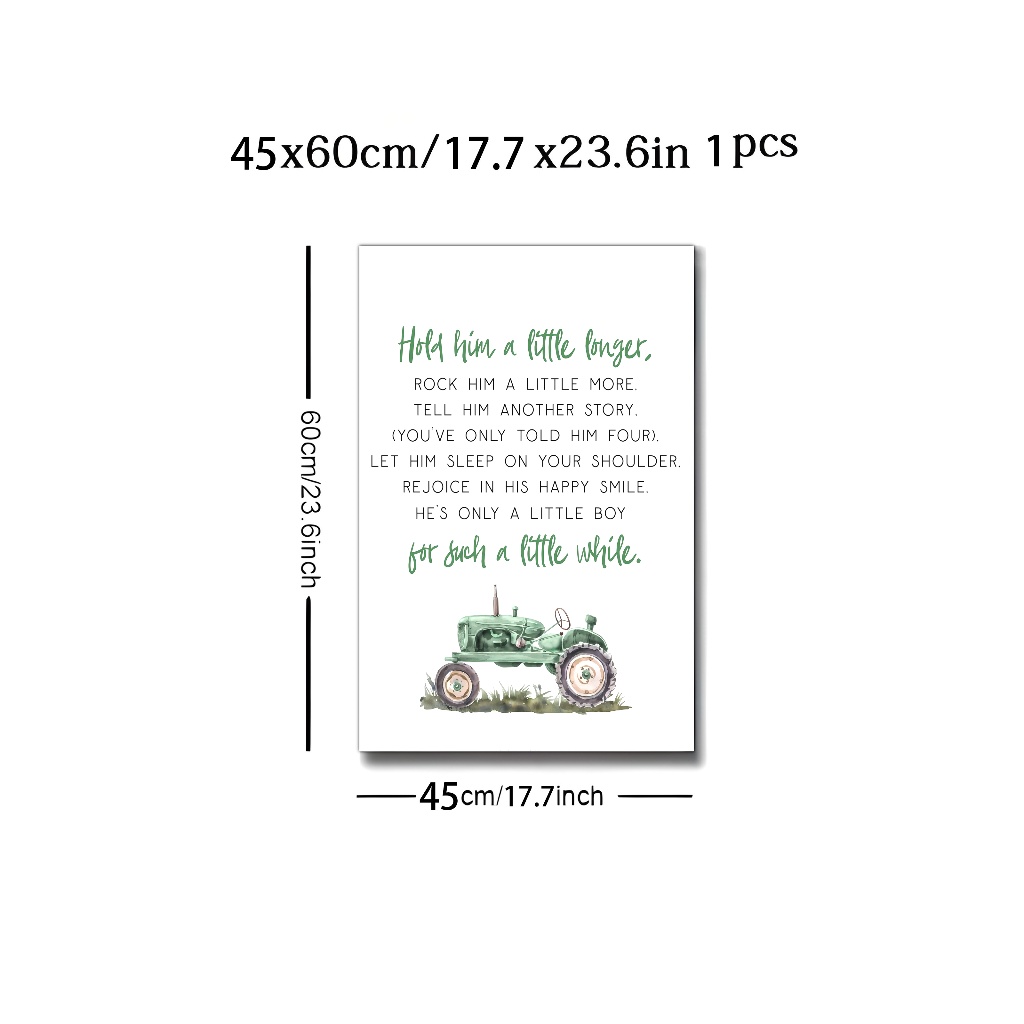 45x60cm/17.7 x23.6in 1pcs
Hold him a little longer,
ROCK HIM A LITTLE MORE.
TELL HIM ANOTHER STORY.
(YOU'VE ONLY TOLD HIM FOUR).
LET HIM SLEEP ON YOUR SHOULDER.
REJOICE IN HIS HAPPY SMILE.
HE'S ONLY A LITTLE BOY
for such a little while.
60cm/23.6inch
45cm/17.7inch